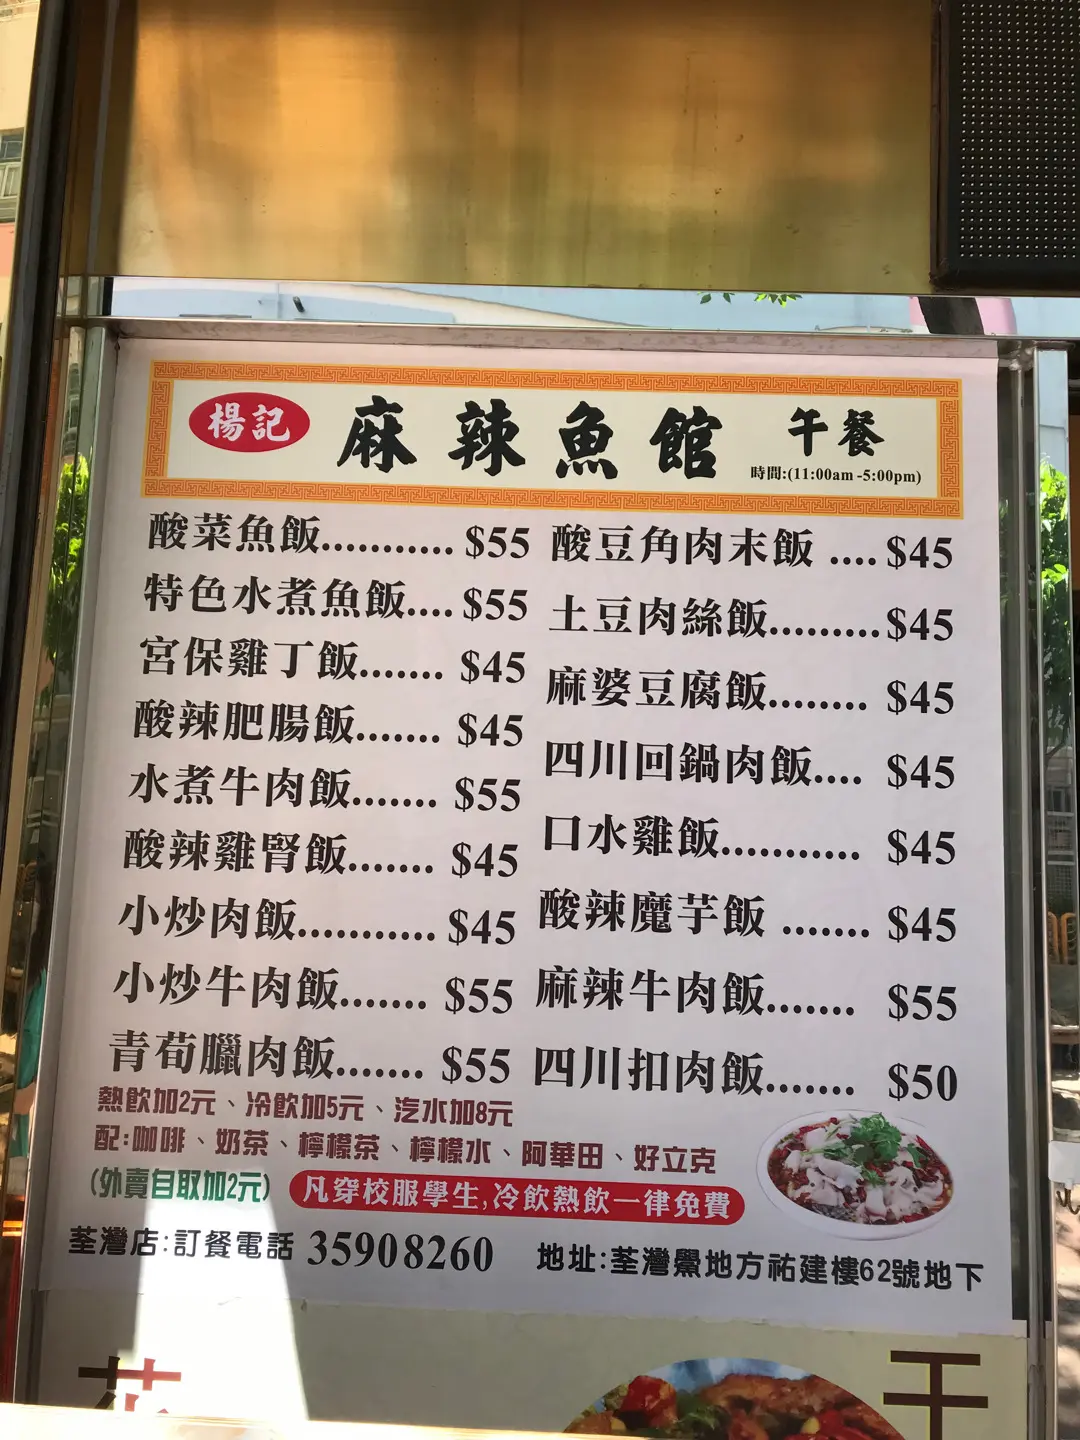 楊記 麻辣魚館 午餐
時間:(11:00am -5:00pm)
酸菜魚飯........... $55
特色水煮魚飯.... $55
宮保雞丁飯....... $45
酸辣肥腸飯....... $45
水煮牛肉飯....... $55
酸辣雞腎飯....... $45
小炒肉飯........... $45
小炒牛肉飯....... $55
青荀臘肉飯....... $55
酸豆角肉末飯 .... $45
土豆肉絲飯......... $45
麻婆豆腐飯........ $45
四川回鍋肉飯.... $45
口水雞飯........... $45
酸辣魔芋飯 ....... $45
麻辣牛肉飯....... $55
四川扣肉飯....... $50
熱飲加2元、冷飲加5元、汽水加8元
配:咖啡、奶茶、檸檬茶、檸檬水、阿華田、好立克
(外賣自取加2元) 凡穿校服學生,冷飲熱飲一律免費
荃灣店:訂餐電話 35908260 地址:荃灣鱟地方祐建樓62號地下